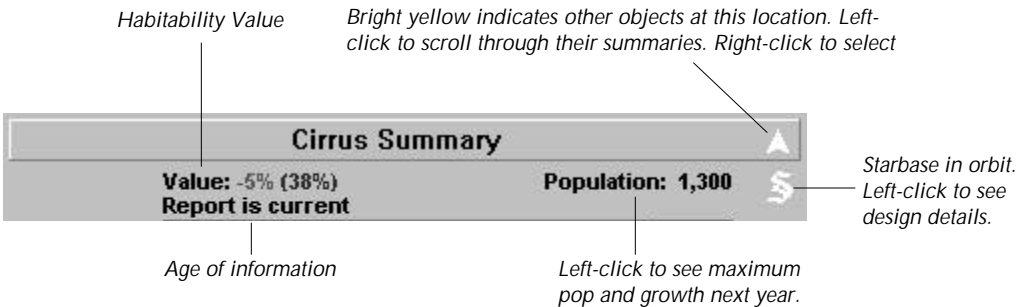 Habitability Value
Bright yellow indicates other objects at this location. Left-
click to scroll through their summaries. Right-click to select
Cirrus Summary
Value: -5% (38%)
Population: 1,300
Report is current
Starbase in orbit.
Left-click to see
design details.
Age of information
Left-click to see maximum
pop and growth next year.